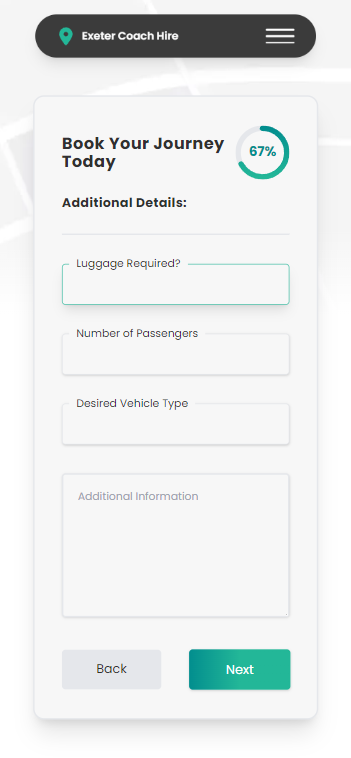 Exeter Coach Hire
Book Your Journey
Today
67%
Additional Details:
Luggage Required?
Number of Passengers
Desired Vehicle Type
Additional Information
Back
Next